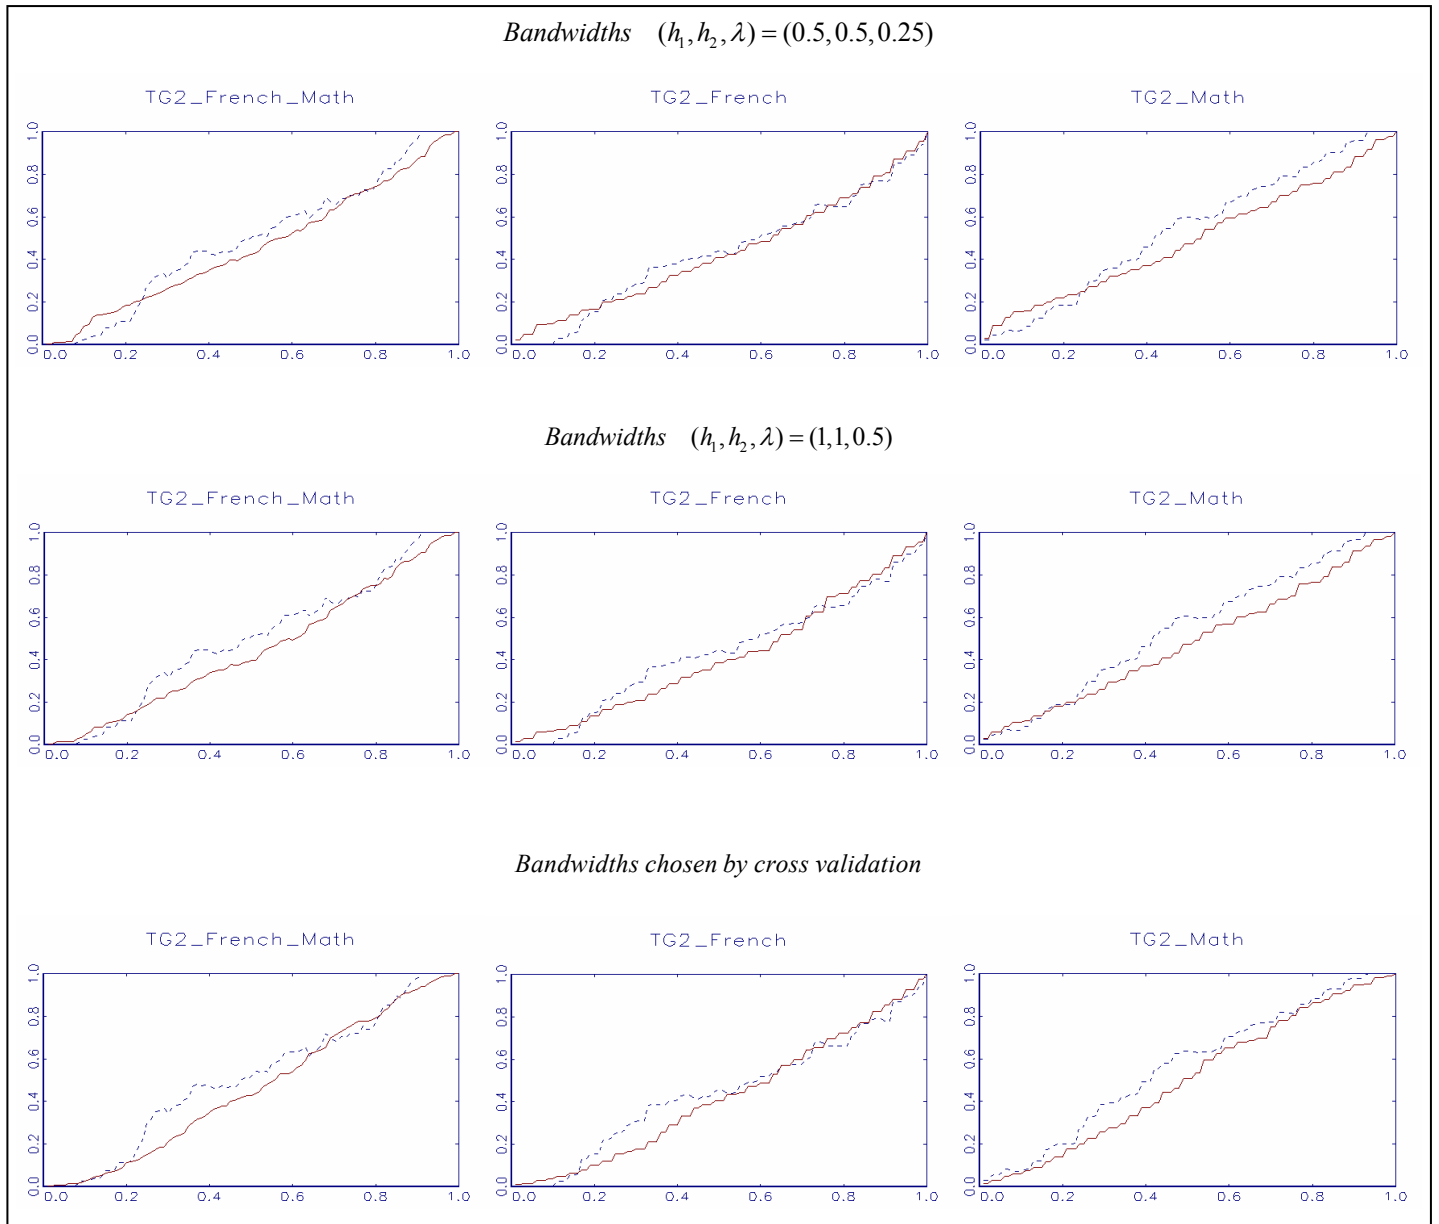 Bandwidths (h₁, h₂, λ) = (0.5, 0.5, 0.25)
TG2_French_Math TG2_French TG2_Math
1.0 1.0 1.0
0.8 0.8 0.8
0.6 0.6 0.6
0.4 0.4 0.4
0.2 0.2 0.2
0.0 0.0 0.0
0.0 0.2 0.4 0.6 0.8 1.0 0.0 0.2 0.4 0.6 0.8 1.0 0.0 0.2 0.4 0.6 0.8 1.0
Bandwidths (h₁, h₂, λ) = (1, 1, 0.5)
TG2_French_Math TG2_French TG2_Math
1.0 1.0 1.0
0.8 0.8 0.8
0.6 0.6 0.6
0.4 0.4 0.4
0.2 0.2 0.2
0.0 0.0 0.0
0.0 0.2 0.4 0.6 0.8 1.0 0.0 0.2 0.4 0.6 0.8 1.0 0.0 0.2 0.4 0.6 0.8 1.0
Bandwidths chosen by cross validation
TG2_French_Math TG2_French TG2_Math
1.0 1.0 1.0
0.8 0.8 0.8
0.6 0.6 0.6
0.4 0.4 0.4
0.2 0.2 0.2
0.0 0.0 0.0
0.0 0.2 0.4 0.6 0.8 1.0 0.0 0.2 0.4 0.6 0.8 1.0 0.0 0.2 0.4 0.6 0.8 1.0